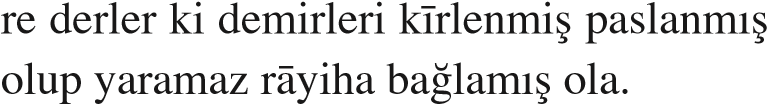 re derler ki demirleri kīrlenmiş paslanmış
olup yaramaz rāyiha bağlamış ola.